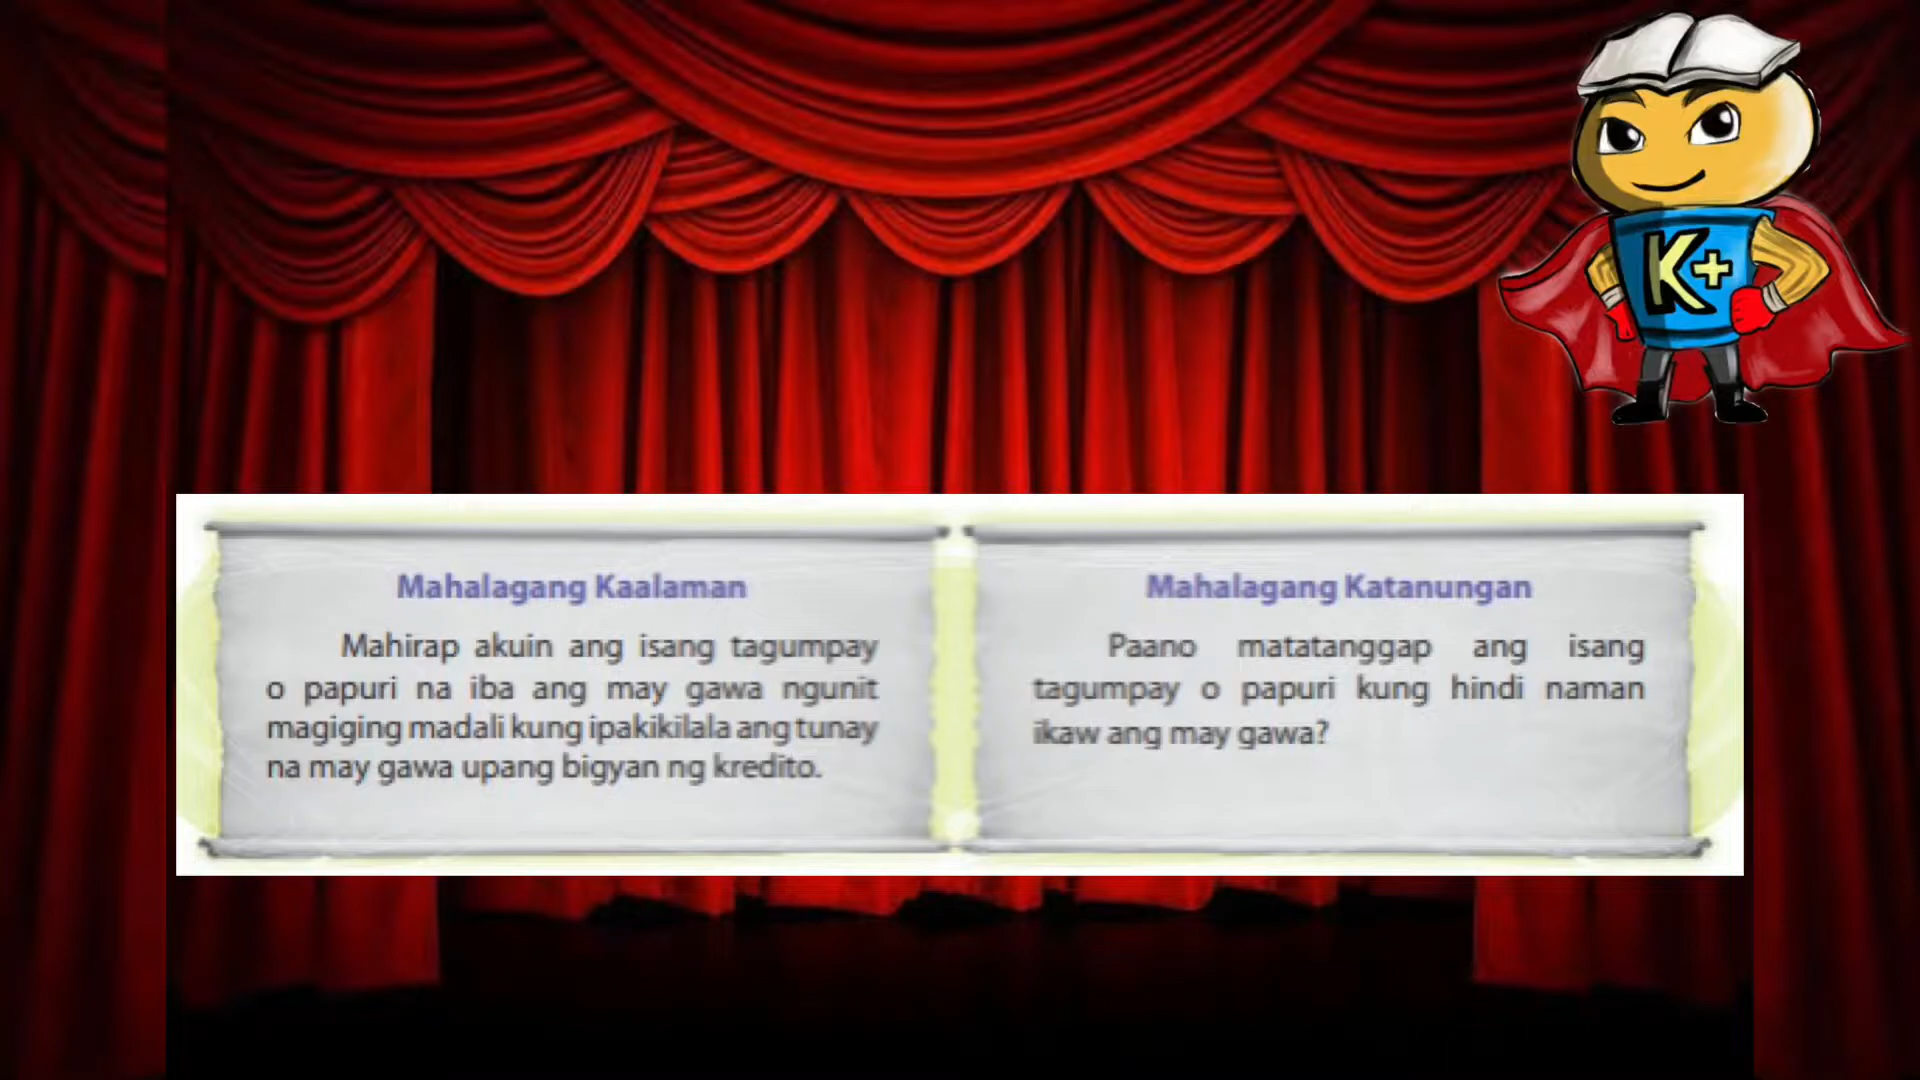 K+
Mahalagang Kaalaman
Mahirap akuin ang isang tagumpay
o papuri na iba ang may gawa ngunit
magiging madali kung ipakikilala ang tunay
na may gawa upang bigyan ng kredito.
Mahalagang Katanungan
Paano matatanggap ang isang
tagumpay o papuri kung hindi naman
ikaw ang may gawa?